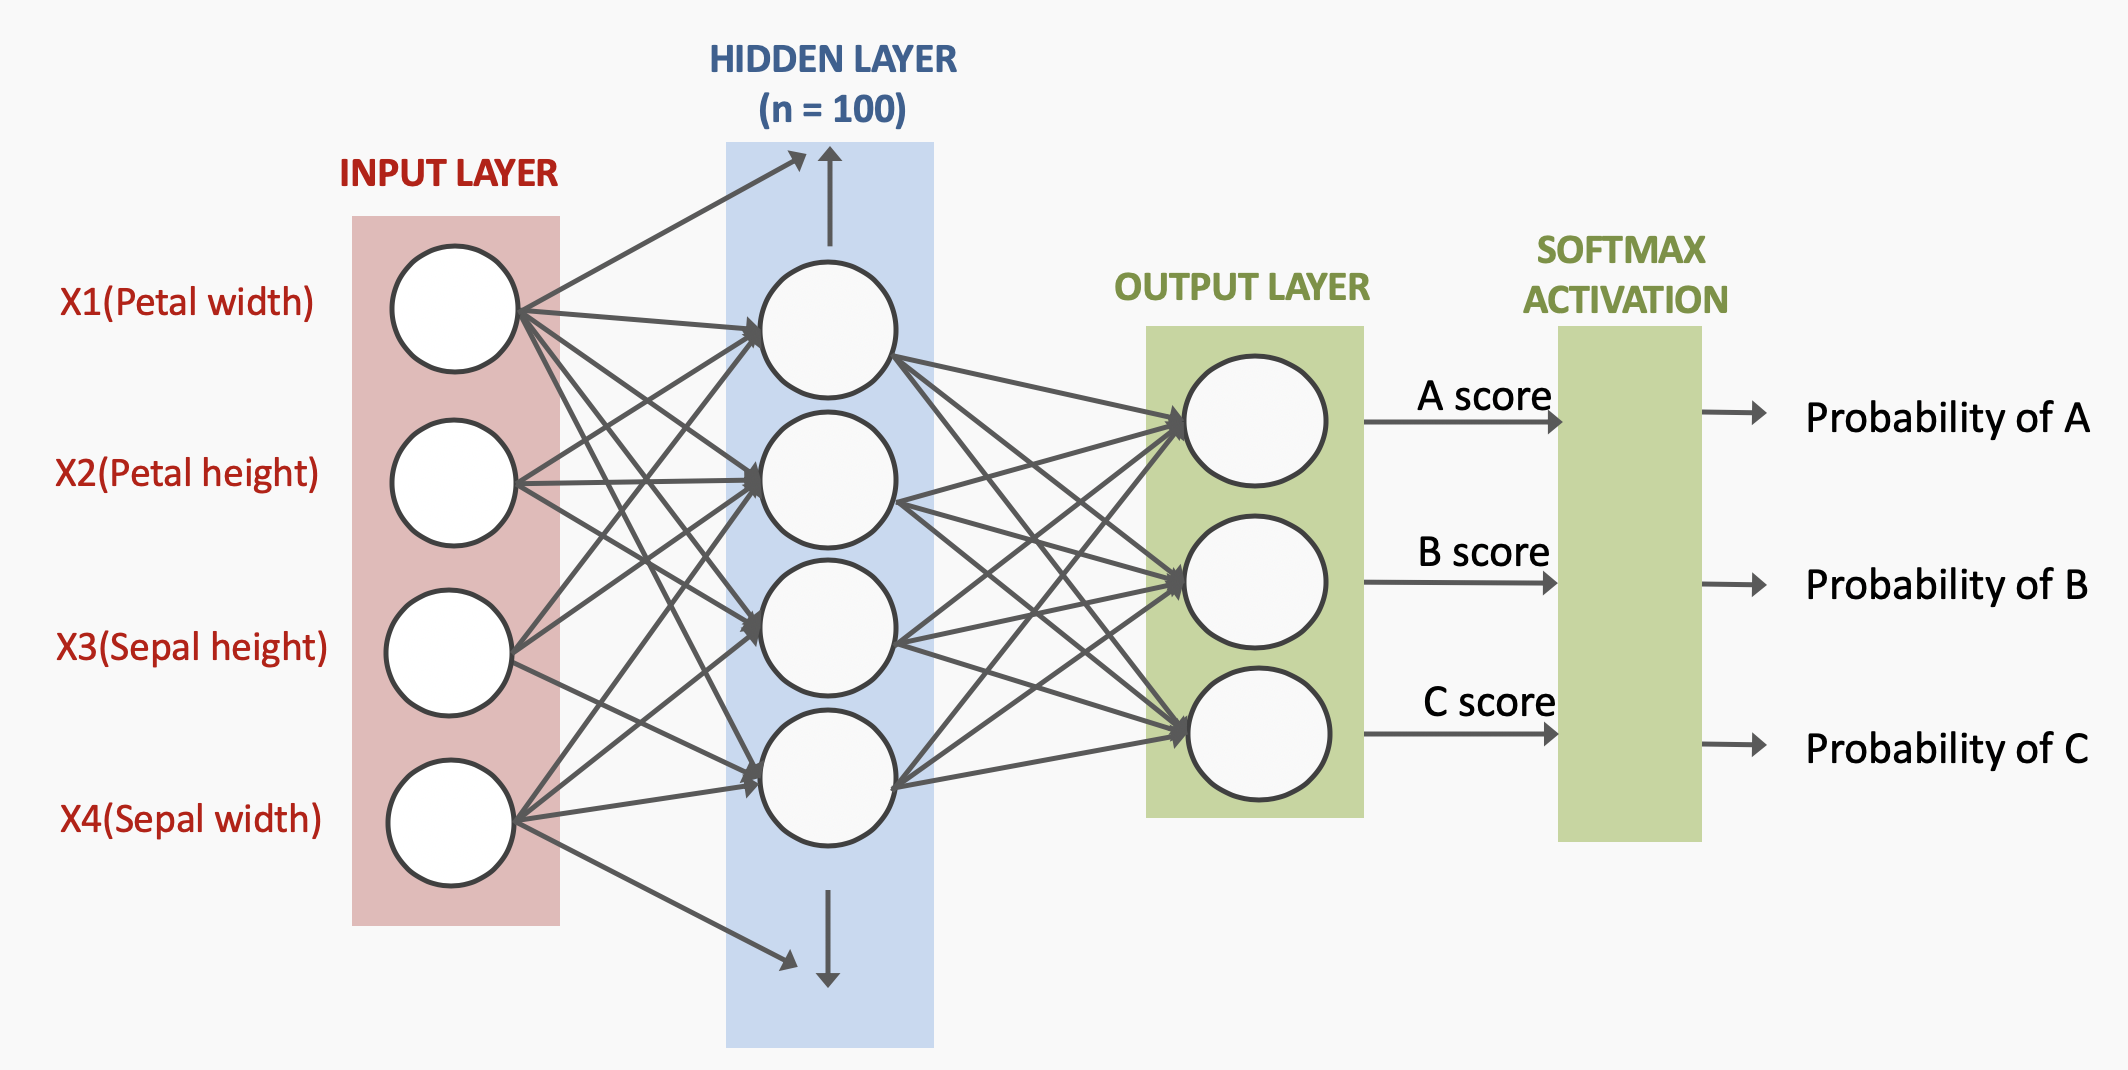 HIDDEN LAYER
(n = 100)
INPUT LAYER
X1(Petal width)
X2(Petal height)
X3(Sepal height)
X4(Sepal width)
OUTPUT LAYER
SOFTMAX
ACTIVATION
A score
B score
C score
Probability of A
Probability of B
Probability of C